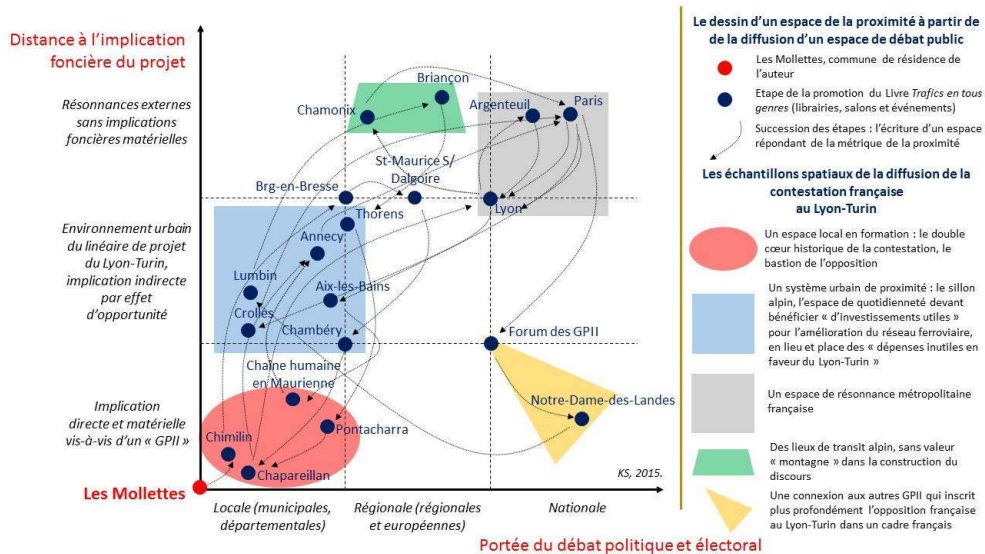 Distance à l’implication
foncière du projet
Résonnances externes
sans implications
foncières matérielles
Environnement urbain
du linéaire de projet
du Lyon-Turin,
implication indirecte
par effet
d’opportunité
Implication
directe et matérielle
vis-à-vis d’un « GPII »
Les Mollettes
Briançon
Chamonix
Argenteuil
Paris
St-Maurice S/
Dalgoire
Brg-en-Bresse
Lyon
Thorens
Annecy
Lumbin
Aix-les-Bains
Crolles
Chambéry
Forum des GPII
Chaîne humaine
en Maurienne
Notre-Dame-des-Landes
Pontacharra
Chimilin
Chapareillan
KS, 2015.
Locale (municipales,
départementales)
Régionale (régionales
et européennes)
Nationale
Portée du débat politique et électoral
Le dessin d’un espace de la proximité à partir de
de la diffusion d’un espace de débat public
Les Mollettes, commune de résidence de
l’auteur
Etape de la promotion du Livre Trafics en tous
genres (librairies, salons et événements)
Succession des étapes : l’écriture d’un espace
répondant de la métrique de la proximité
Les échantillons spatiaux de la diffusion de la
contestation française
au Lyon-Turin
Un espace local en formation : le double
cœur historique de la contestation, le
bastion de l’opposition
Un système urbain de proximité : le sillon
alpin, l’espace de quotidienneté devant
bénéficier « d’investissements utiles »
pour l’amélioration du réseau ferroviaire,
en lieu et place des « dépenses inutiles en
faveur du Lyon-Turin »
Un espace de résonnance métropolitaine
française
Des lieux de transit alpin, sans valeur
« montagne » dans la construction du
discours
Une connexion aux autres GPII qui inscrit
plus profondément l’opposition française
au Lyon-Turin dans un cadre français